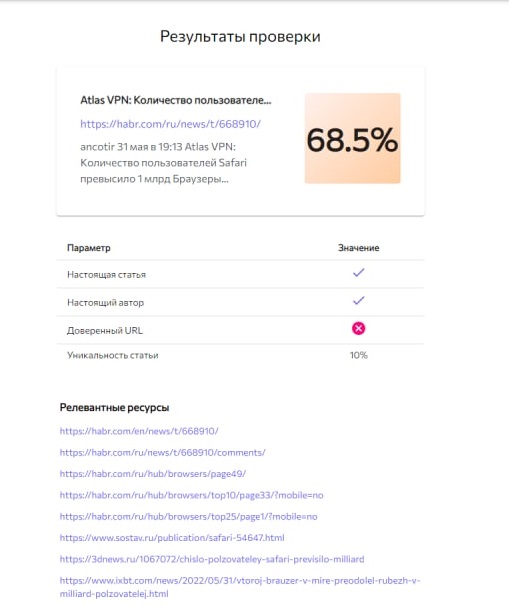 Результаты проверки
Atlas VPN: Количество пользователе...
https://habr.com/ru/news/t/668910/
ancotir 31 мая в 19:13 Atlas VPN:
Количество пользователей Safari
превысило 1 млрд Браузеры...
68.5%
Параметр Значение
Настоящая статья
Настоящий автор
Доверенный URL
Уникальность статьи 10%
Релевантные ресурсы
https://habr.com/en/news/t/668910/
https://habr.com/ru/news/t/668910/comments/
https://habr.com/ru/hub/browsers/page49/
https://habr.com/ru/hub/browsers/top10/page33/?mobile=no
https://habr.com/ru/hub/browsers/top25/page1/?mobile=no
https://www.sostav.ru/publication/safari-54647.html
https://3dnews.ru/1067072/chislo-polzovateley-safari-previsilo-milliard
https://www.ixbt.com/news/2022/05/31/vtoroj-brauzer-v-mire-preodolel-rubezh-v-
milliard-polzovatelej.html